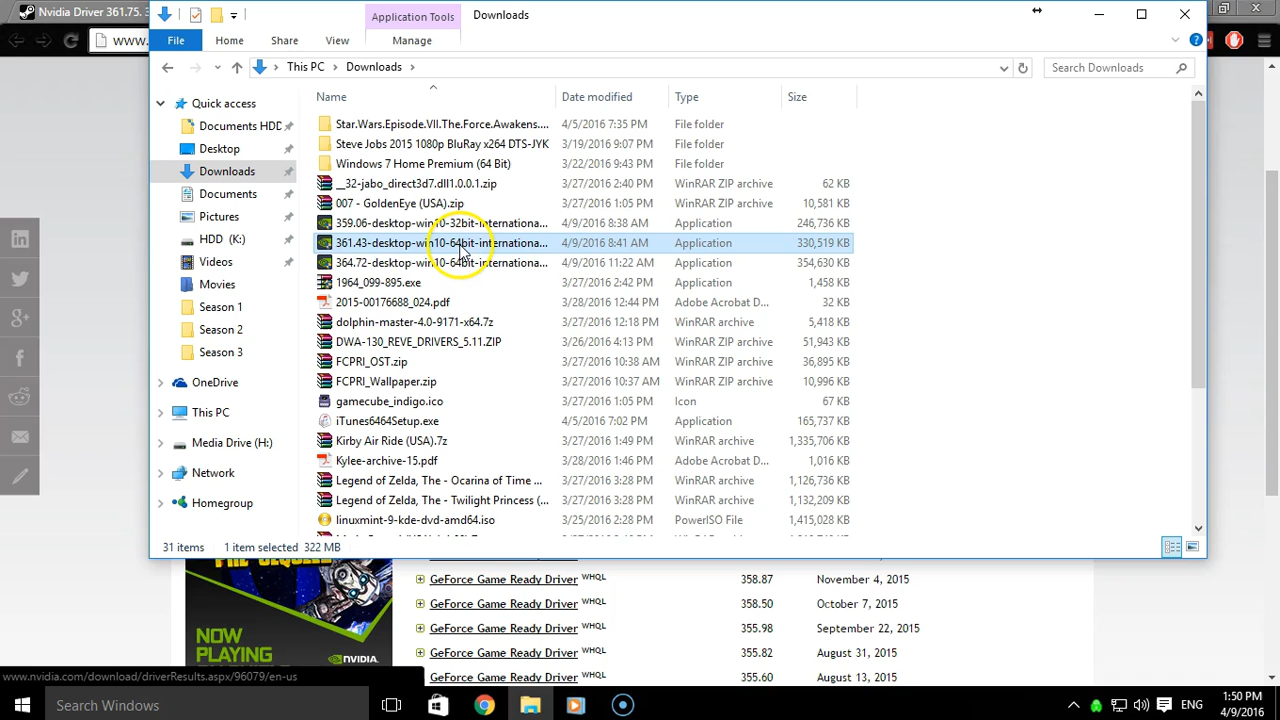 Nvidia Driver 361.75. 3
www.
Application Tools
Downloads
File
Home
Share
View
Manage
This PC
Downloads
Search Downloads
Name
Date modified
Type
Size
Quick access
Documents HDD
Desktop
Downloads
Documents
Pictures
HDD (K:)
Videos
Movies
Season 1
Season 2
Season 3
OneDrive
This PC
Media Drive (H:)
Network
Homegroup
Star.Wars.Episode.VII.The.Force.Awakens.... 4/5/2016 7:35 PM File folder
Steve Jobs 2015 1080p BluRay x264 DTS-JYK 3/19/2016 9:07 PM File folder
Windows 7 Home Premium (64 Bit) 3/22/2016 9:43 PM File folder
__32-jabo_direct3d7.dll1.0.0.1.zip 3/27/2016 2:40 PM WinRAR ZIP archive 62 KB
007 - GoldenEye (USA).zip 3/27/2016 1:05 PM WinRAR ZIP archive 10,581 KB
359.06-desktop-win10-32bit-internationa... 4/9/2016 8:38 AM Application 246,736 KB
361.43-desktop-win10-64bit-internationa... 4/9/2016 8:41 AM Application 330,519 KB
364.72-desktop-win10-64bit-internationa... 4/9/2016 11:22 AM Application 354,630 KB
1964_099-895.exe 3/27/2016 2:42 PM Application 1,458 KB
2015-00176688_024.pdf 3/28/2016 12:44 PM Adobe Acrobat D... 32 KB
dolphin-master-4.0-9171-x64.7z 3/27/2016 12:18 PM WinRAR archive 5,418 KB
DWA-130_REVE_DRIVERS_5.11.ZIP 3/26/2016 4:13 PM WinRAR ZIP archive 51,943 KB
FCPRI_OST.zip 3/27/2016 10:38 AM WinRAR ZIP archive 36,895 KB
FCPRI_Wallpaper.zip 3/27/2016 10:37 AM WinRAR ZIP archive 10,996 KB
gamecube_indigo.ico 3/27/2016 1:05 PM Icon 67 KB
iTunes6464Setup.exe 4/5/2016 7:02 PM Application 165,737 KB
Kirby Air Ride (USA).7z 3/27/2016 1:49 PM WinRAR archive 1,335,706 KB
Kylee-archive-15.pdf 3/28/2016 1:46 PM Adobe Acrobat D... 1,016 KB
Legend of Zelda, The - Ocarina of Time ... 3/27/2016 3:28 PM WinRAR archive 1,126,736 KB
Legend of Zelda, The - Twilight Princess (... 3/27/2016 3:28 PM WinRAR archive 1,132,209 KB
linuxmint-9-kde-dvd-amd64.iso 3/25/2016 2:28 PM PowerISO File 1,415,028 KB
31 items 1 item selected 322 MB
GeForce Game Ready Driver WHQL 358.87 November 4, 2015
GeForce Game Ready Driver WHQL 358.50 October 7, 2015
GeForce Game Ready Driver WHQL 355.98 September 22, 2015
GeForce Game Ready Driver WHQL 355.82 August 31, 2015
GeForce Game Ready Driver WHQL 355.60 August 13, 2015
NOW
PLAYING
NVIDIA
www.nvidia.com/download/driverResults.aspx/96079/en-us
Search Windows
ENG
1:50 PM
4/9/2016